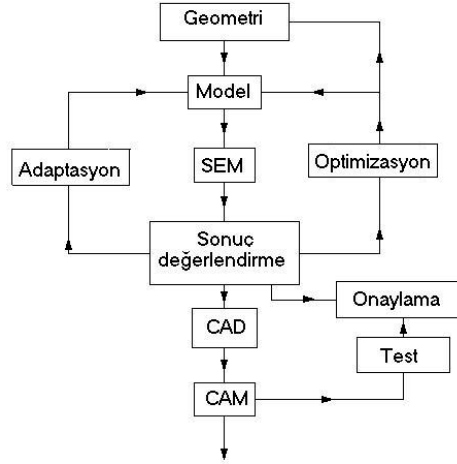 Geometri
Model
Adaptasyon
SEM
Optimizasyon
Sonuç
değerlendirme
Onaylama
CAD
Test
CAM